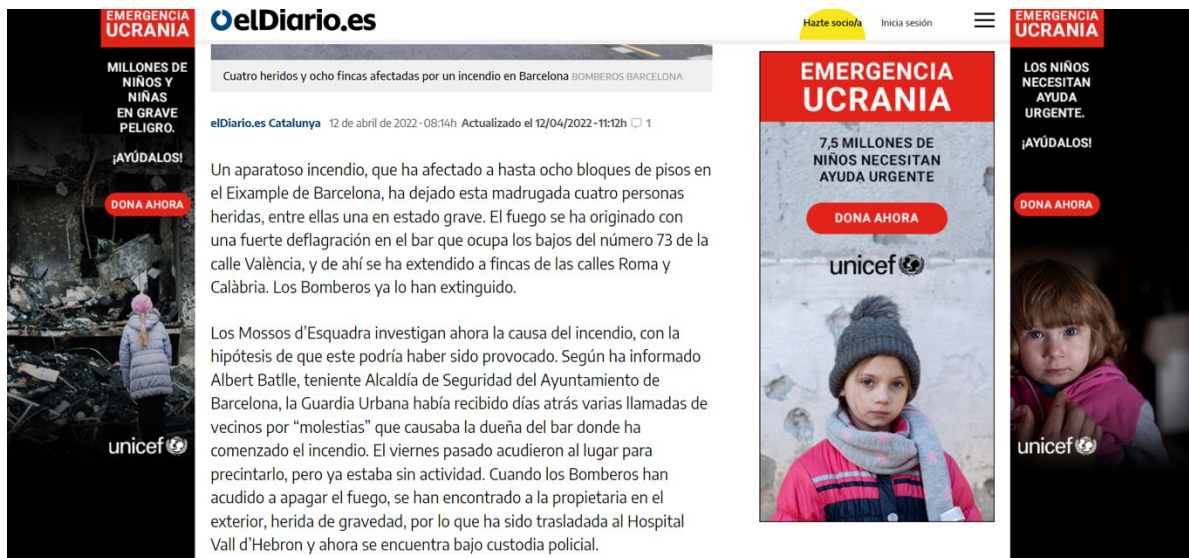 EMERGENCIA
UCRANIA
MILLONES DE
NIÑOS Y
NIÑAS
EN GRAVE
PELIGRO.
¡AYÚDALOS!
DONA AHORA
unicef
elDiario.es
Hazte socio/a
Inicia sesión
Cuatro heridos y ocho fincas afectadas por un incendio en Barcelona BOMBEROS BARCELONA
elDiario.es Catalunya 12 de abril de 2022 - 08:14h Actualizado el 12/04/2022 - 11:12h 1
Un aparatoso incendio, que ha afectado a hasta ocho bloques de pisos en
el Eixample de Barcelona, ha dejado esta madrugada cuatro personas
heridas, entre ellas una en estado grave. El fuego se ha originado con
una fuerte deflagración en el bar que ocupa los bajos del número 73 de la
calle València, y de ahí se ha extendido a fincas de las calles Roma y
Calàbria. Los Bomberos ya lo han extinguido.
Los Mossos d'Esquadra investigan ahora la causa del incendio, con la
hipótesis de que este podría haber sido provocado. Según ha informado
Albert Batlle, teniente Alcaldía de Seguridad del Ayuntamiento de
Barcelona, la Guardia Urbana había recibido días atrás varias llamadas de
vecinos por “molestias” que causaba la dueña del bar donde ha
comenzado el incendio. El viernes pasado acudieron al lugar para
precintarlo, pero ya estaba sin actividad. Cuando los Bomberos han
acudido a apagar el fuego, se han encontrado a la propietaria en el
exterior, herida de gravedad, por lo que ha sido trasladada al Hospital
Vall d'Hebron y ahora se encuentra bajo custodia policial.
EMERGENCIA
UCRANIA
7,5 MILLONES DE
NIÑOS NECESITAN
AYUDA URGENTE
DONA AHORA
unicef
EMERGENCIA
UCRANIA
LOS NIÑOS
NECESITAN
AYUDA
URGENTE.
¡AYÚDALOS!
DONA AHORA
unicef